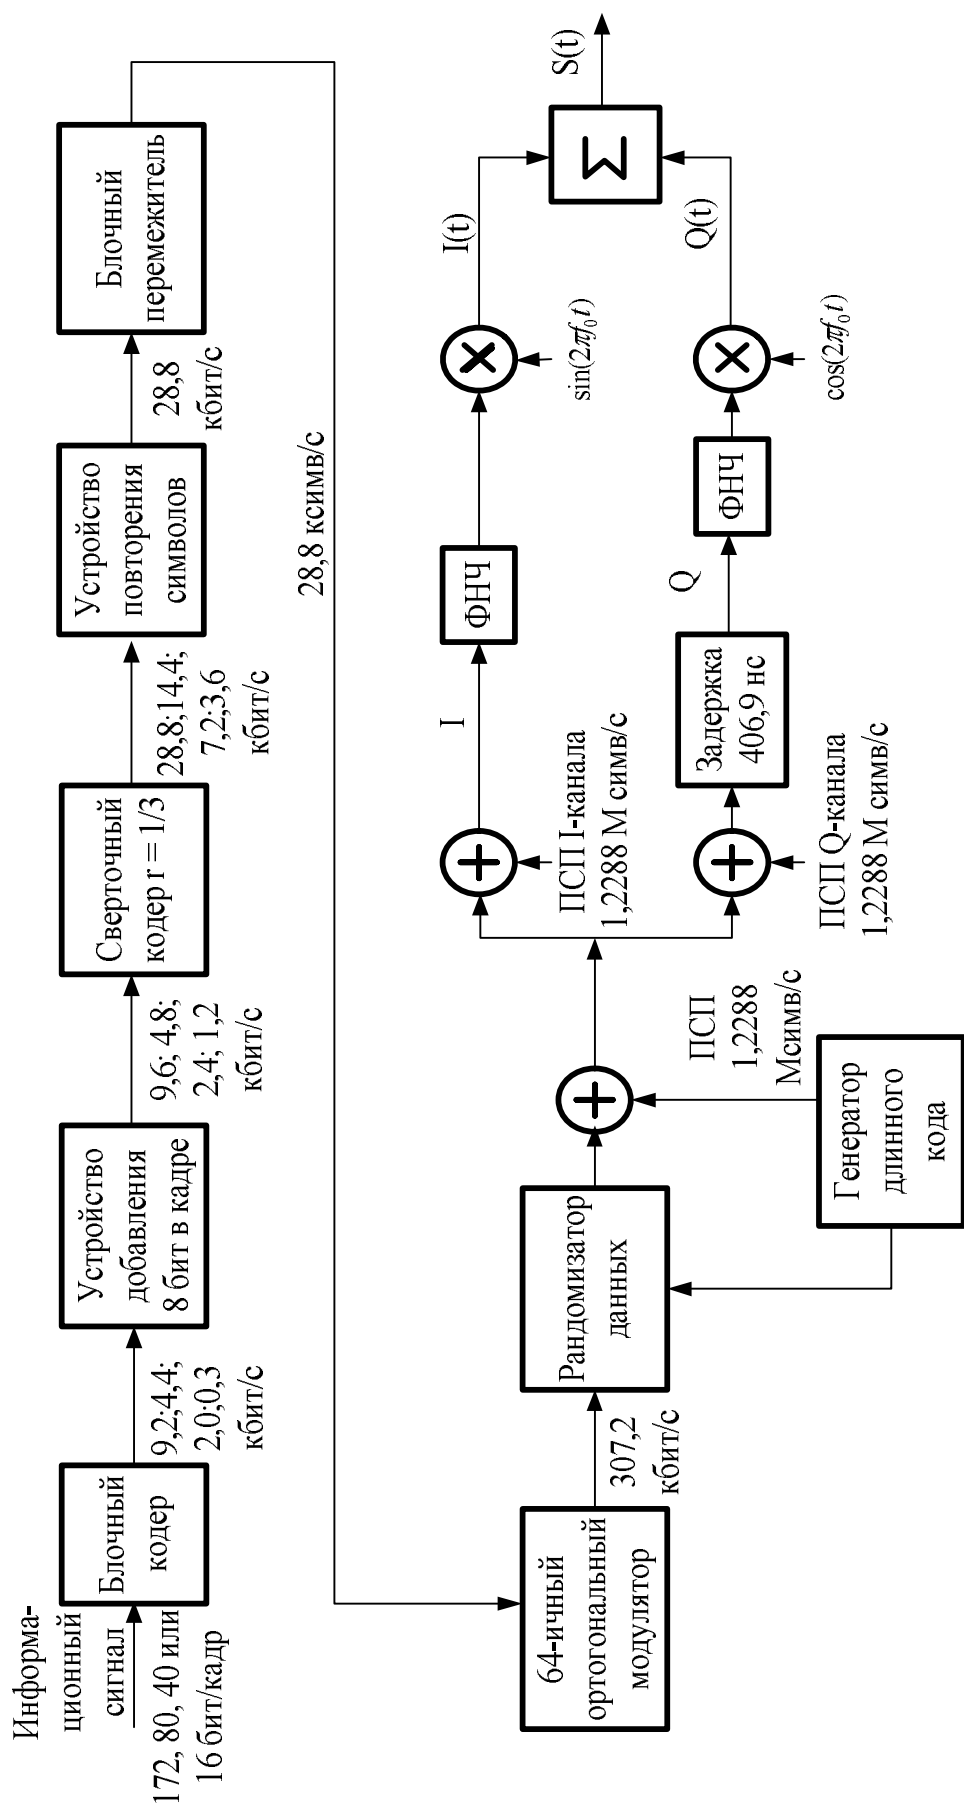 Информа-
ционный
сигнал
172, 80, 40 или
16 бит/кадр
Блочный
кодер
9,2;4,4;
2,0;0,3
кбит/с
Устройство
добавления
8 бит в кадре
9,6; 4,8;
2,4; 1,2
кбит/с
Сверточный
кодер r = 1/3
28,8;14,4;
7,2;3,6
кбит/с
Устройство
повторения
символов
28,8
кбит/с
Блочный
перемежитель
28,8 ксимв/с
64-ичный
ортогональный
модулятор
307,2
кбит/с
Рандомизатор
данных
Генератор
длинного
кода
ПСП
1,2288
Мсимв/с
I
ПСП I-канала
1,2288 М симв/с
ФНЧ
sin(2πf₀t)
I(t)
ПСП Q-канала
1,2288 М симв/с
Задержка
406,9 нс
Q
ФНЧ
cos(2πf₀t)
Q(t)
Σ
S(t)